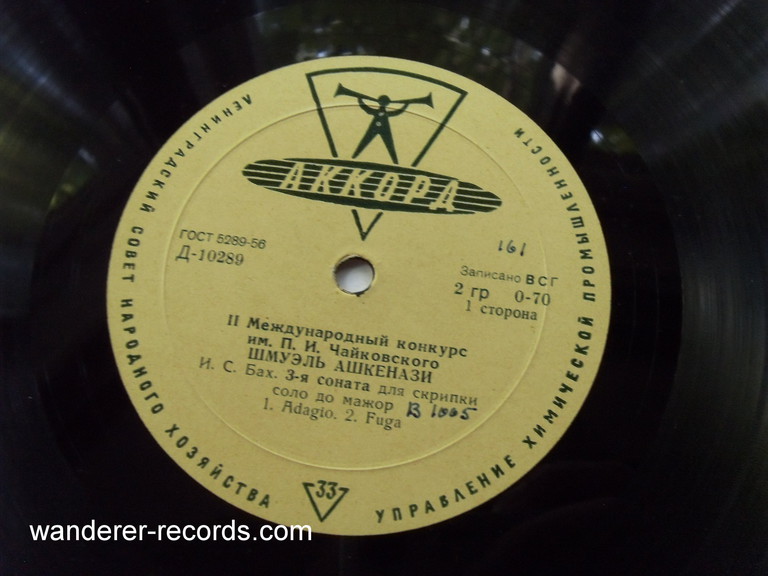 ЛЕНИНГРАДСКИЙ СОВЕТ НАРОДНОГО ХОЗЯЙСТВА
УПРАВЛЕНИЕ ХИМИЧЕСКОЙ ПРОМЫШЛЕННОСТИ
АККОРД
161
ГОСТ 5289-56
Д-10289
Записано ВСГ
2 гр 0-70
1 сторона
II Международный конкурс
им. П. И. Чайковского
ШМУЭЛЬ АШКЕНАЗИ
И. С. Бах. 3-я соната для скрипки
соло до мажор В 1005
1. Adagio. 2. Fuga
33
wanderer-records.com